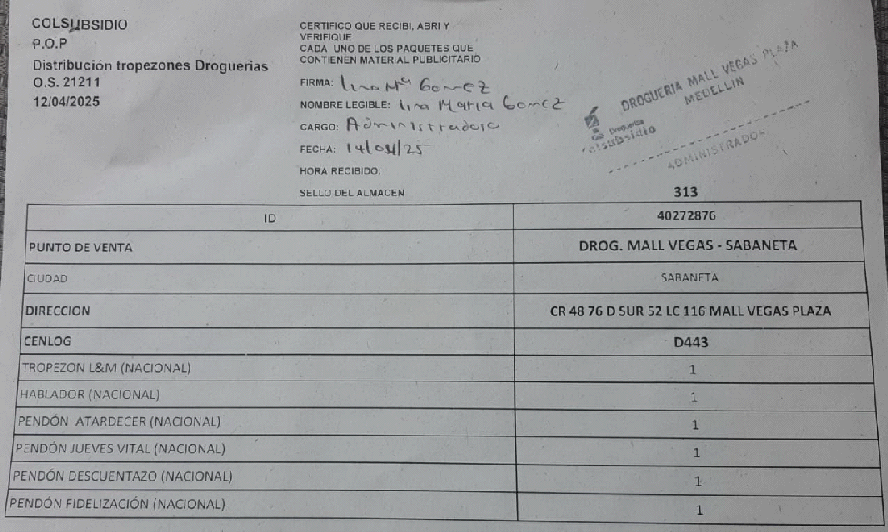 COLSUBSIDIO
P.O.P
Distribucion tropezones Droguerias
O.S. 21211
12/04/2025
CERTIFICO QUE RECIBI, ABRI Y
VERIFIQUE
CADA UNO DE LOS PAQUETES QUE
CONTIENEN MATERIAL PUBLICITARIO
FIRMA: Lina Mª Gomez
NOMBRE LEGIBLE: Lina Maria Gomez
CARGO: Administradora
FECHA: 14/04/25
HORA RECIBIDO:
SELLO DEL ALMACEN
DROGUERIA MALL VEGAS PLAZA
MEDELLIN
Droguerías
colsubsidio
ADMINISTRADOR
313
ID 40272876
PUNTO DE VENTA DROG. MALL VEGAS - SABANETA
CIUDAD SABANETA
DIRECCION CR 48 76 D SUR 52 LC 116 MALL VEGAS PLAZA
CENLOG D443
TROPEZON L&M (NACIONAL) 1
HABLADOR (NACIONAL) 1
PENDÓN ATARDECER (NACIONAL) 1
PENDÓN JUEVES VITAL (NACIONAL) 1
PENDÓN DESCUENTAZO (NACIONAL) 1
PENDÓN FIDELIZACIÓN (NACIONAL) 1